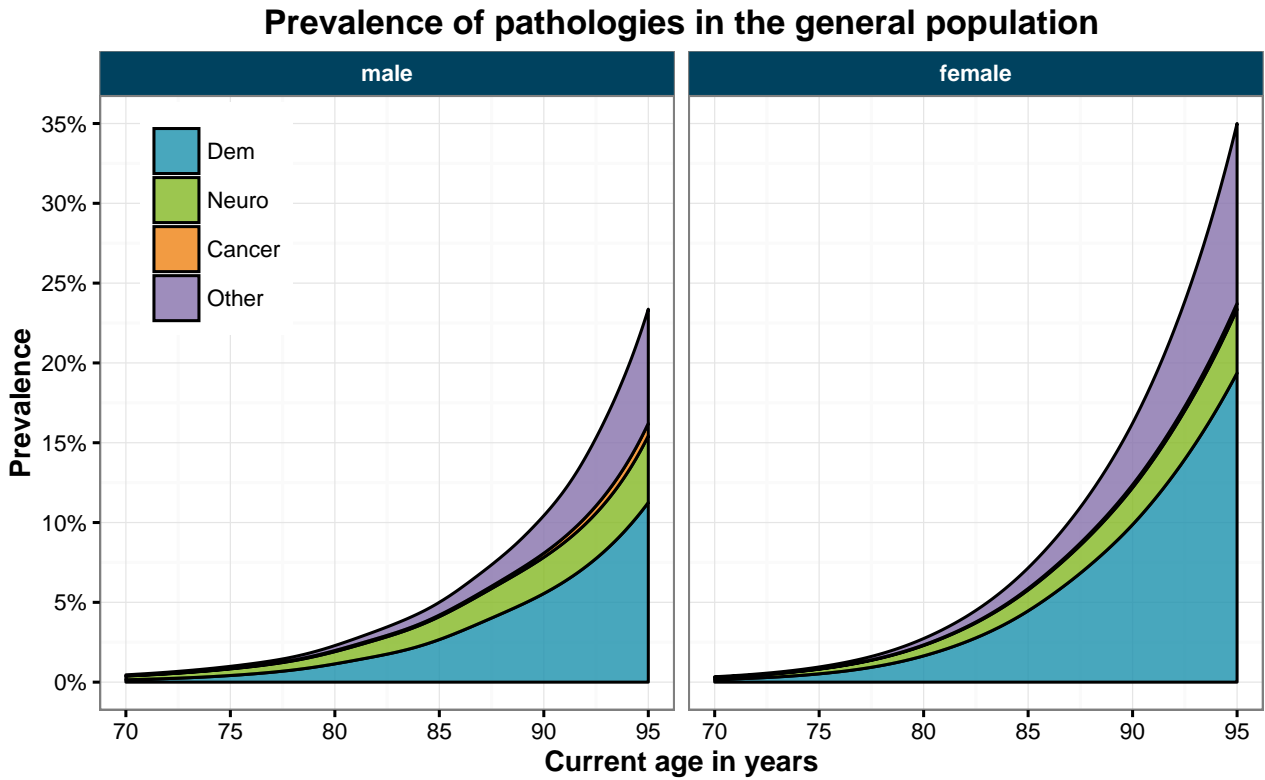 Prevalence of pathologies in the general population
male
female
Dem
Neuro
Cancer
Other
Prevalence
35%
30%
25%
20%
15%
10%
5%
0%
70 75 80 85 90 95
70 75 80 85 90 95
Current age in years